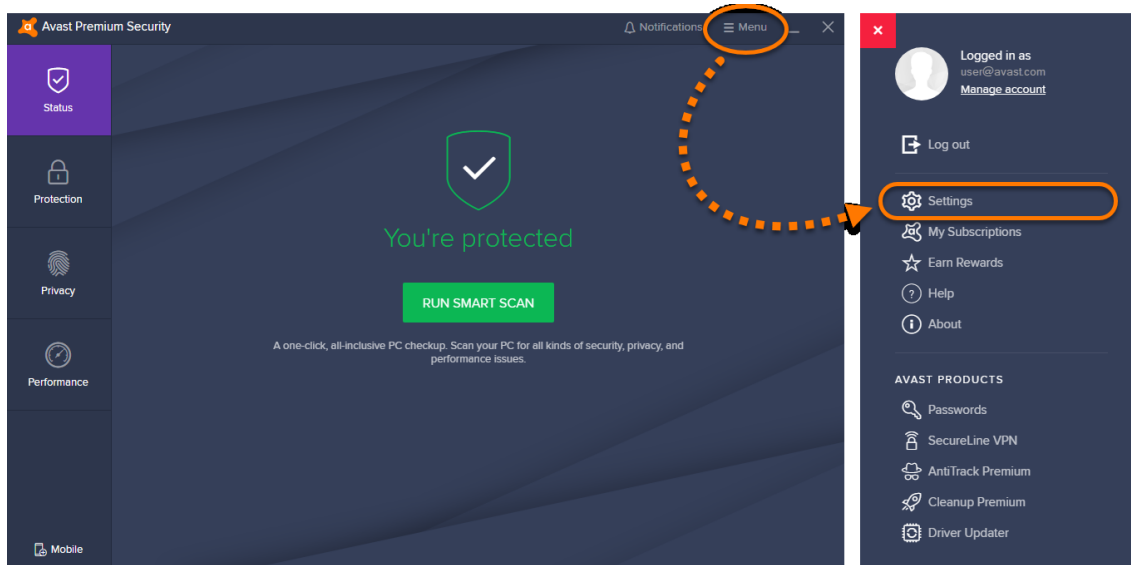 Avast Premium Security
Notifications
Menu
Status
Protection
Privacy
Performance
Mobile
You're protected
RUN SMART SCAN
A one-click, all-inclusive PC checkup. Scan your PC for all kinds of security, privacy, and
performance issues.
Logged in as
user@avast.com
Manage account
Log out
Settings
My Subscriptions
Earn Rewards
Help
About
AVAST PRODUCTS
Passwords
SecureLine VPN
AntiTrack Premium
Cleanup Premium
Driver Updater